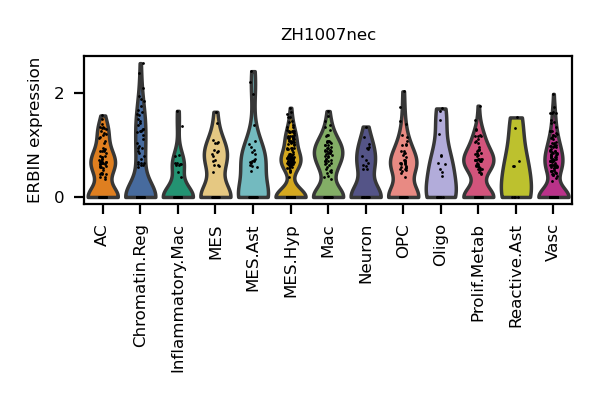 ZH1007nec
ERBIN expression
2
0
AC
Chromatin.Reg
Inflammatory.Mac
MES
MES.Ast
MES.Hyp
Mac
Neuron
OPC
Oligo
Prolif.Metab
Reactive.Ast
Vasc